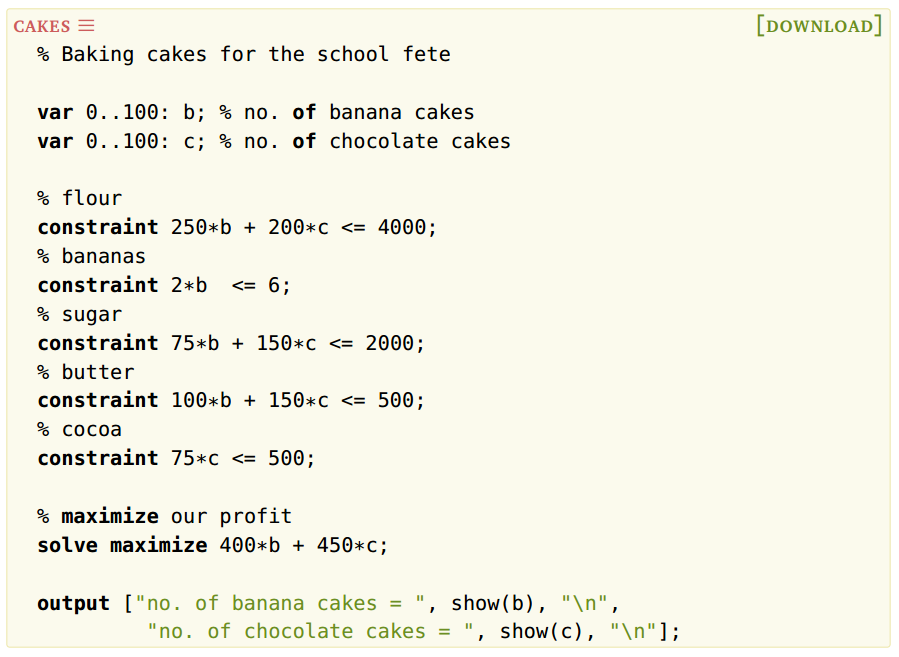 CAKES ≡ [DOWNLOAD]
% Baking cakes for the school fete

var 0..100: b; % no. of banana cakes
var 0..100: c; % no. of chocolate cakes

% flour
constraint 250*b + 200*c <= 4000;
% bananas
constraint 2*b  <= 6;
% sugar
constraint 75*b + 150*c <= 2000;
% butter
constraint 100*b + 150*c <= 500;
% cocoa
constraint 75*c <= 500;

% maximize our profit
solve maximize 400*b + 450*c;

output ["no. of banana cakes = ", show(b), "\n",
         "no. of chocolate cakes = ", show(c), "\n"];